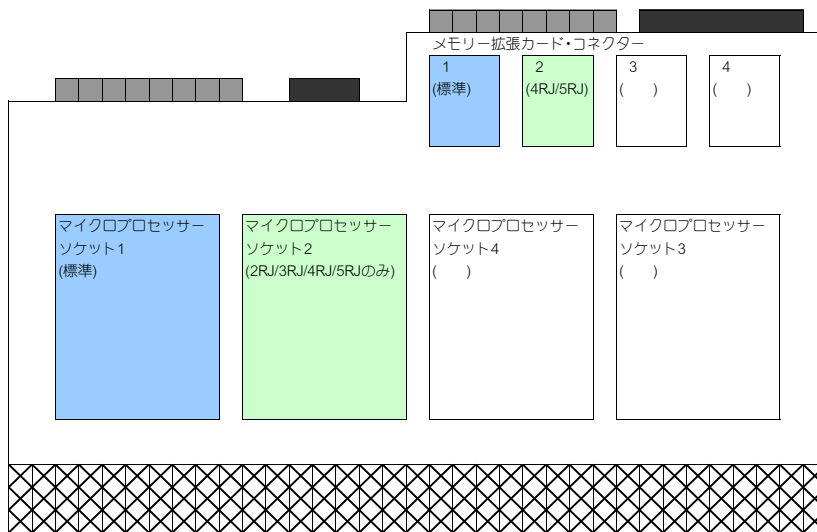 メモリー拡張カード・コネクター
1
(標準)
2
(4RJ/5RJ)
3
(　　)
4
(　　)
マイクロプロセッサー
ソケット1
(標準)
マイクロプロセッサー
ソケット2
(2RJ/3RJ/4RJ/5RJのみ)
マイクロプロセッサー
ソケット4
(　　)
マイクロプロセッサー
ソケット3
(　　)